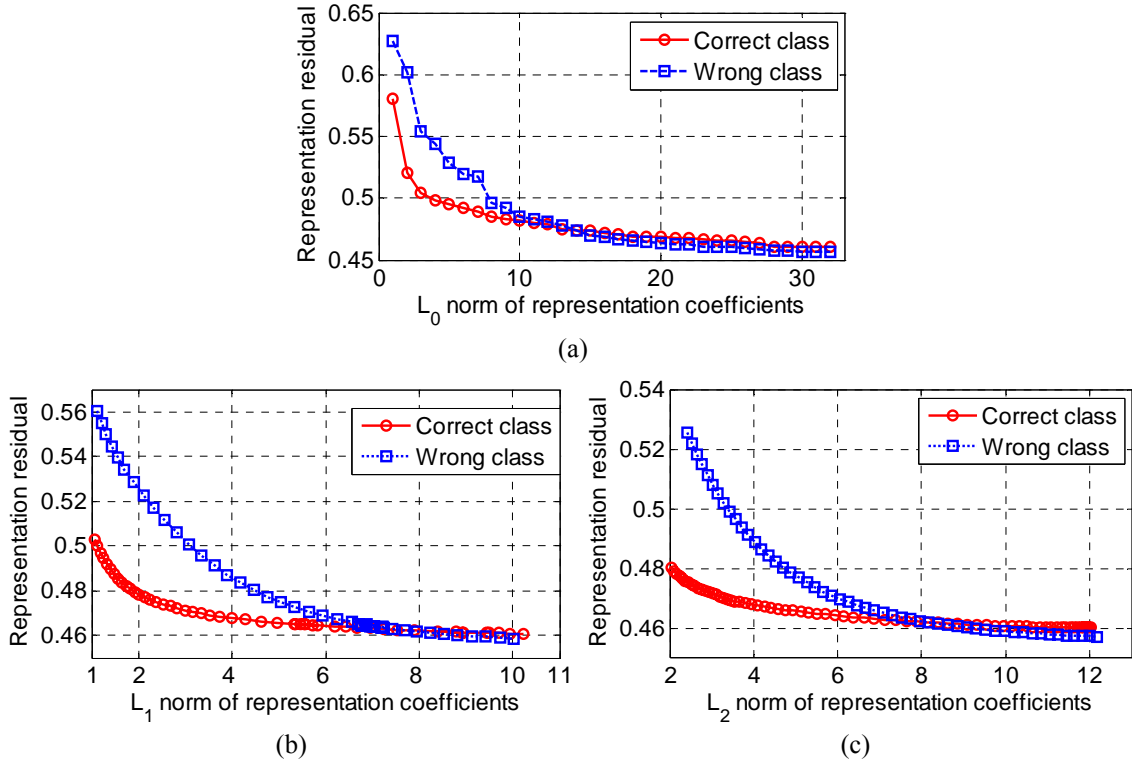 0.65
0.6
0.55
0.5
0.45
0 10 20 30
Representation residual
L0 norm of representation coefficients
Correct class
Wrong class
(a)
0.56
0.54
0.52
0.5
0.48
0.46
1 2 4 6 8 10 11
Representation residual
L1 norm of representation coefficients
Correct class
Wrong class
(b)
0.54
0.52
0.5
0.48
0.46
2 4 6 8 10 12
Representation residual
L2 norm of representation coefficients
Correct class
Wrong class
(c)